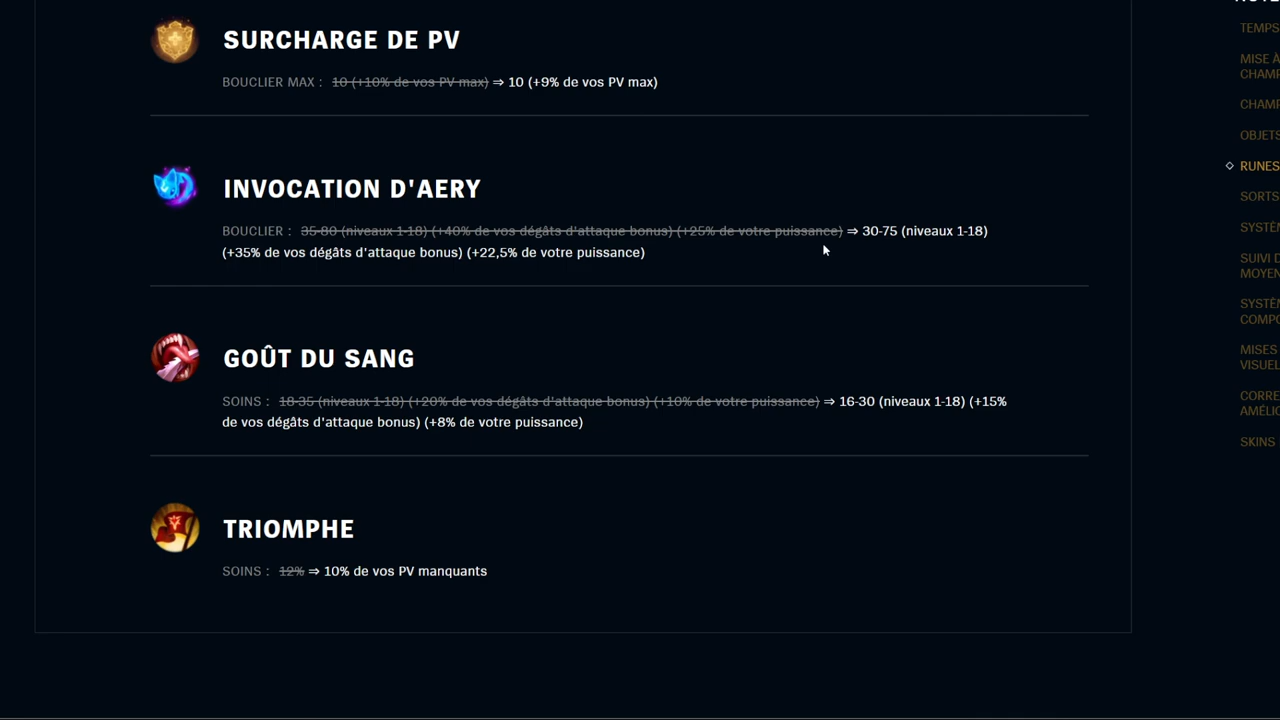 SURCHARGE DE PV
BOUCLIER MAX : 10 (+10% de vos PV max) ⇒ 10 (+9% de vos PV max)
INVOCATION D'AERY
BOUCLIER : 35-80 (niveaux 1-18) (+40% de vos dégâts d'attaque bonus) (+25% de votre puissance) ⇒ 30-75 (niveaux 1-18)
(+35% de vos dégâts d'attaque bonus) (+22,5% de votre puissance)
GOÛT DU SANG
SOINS : 18-35 (niveaux 1-18) (+20% de vos dégâts d'attaque bonus) (+10% de votre puissance) ⇒ 16-30 (niveaux 1-18) (+15%
de vos dégâts d'attaque bonus) (+8% de votre puissance)
TRIOMPHE
SOINS : 12% ⇒ 10% de vos PV manquants
TEMPS
MISE À
CHAMP
CHAMP
OBJETS
RUNES
SORTS
SYSTÈM
SUIVI D
MOYEN
SYSTÈM
COMPO
MISES
VISUEL
CORRE
AMÉLIO
SKINS